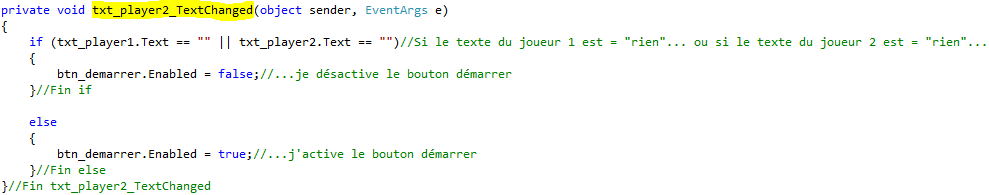 private void txt_player2_TextChanged(object sender, EventArgs e)
{
if (txt_player1.Text == "" || txt_player2.Text == "")//Si le texte du joueur 1 est = "rien"... ou si le texte du joueur 2 est = "rien"...
{
btn_demarrer.Enabled = false;//...je désactive le bouton démarrer
}//Fin if
else
{
btn_demarrer.Enabled = true;//...j'active le bouton démarrer
}//Fin else
}//Fin txt_player2_TextChanged